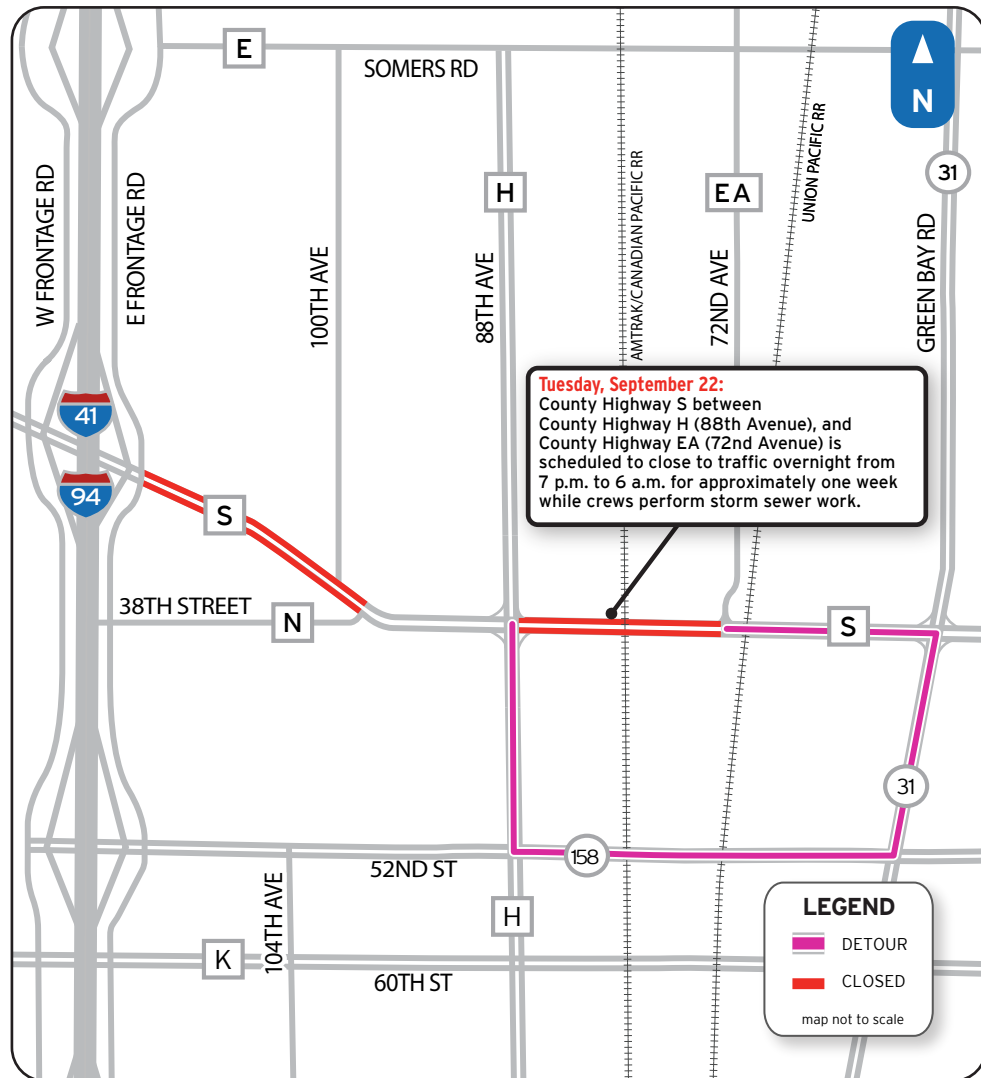 E
SOMERS RD
N
31
W FRONTAGE RD
E FRONTAGE RD
100TH AVE
88TH AVE
H
AMTRAK/CANADIAN PACIFIC RR
EA
72ND AVE
UNION PACIFIC RR
GREEN BAY RD
41
94
Tuesday, September 22:
County Highway S between
County Highway H (88th Avenue), and
County Highway EA (72nd Avenue) is
scheduled to close to traffic overnight from
7 p.m. to 6 a.m. for approximately one week
while crews perform storm sewer work.
S
38TH STREET
N
S
31
158
52ND ST
104TH AVE
H
K
60TH ST
LEGEND
DETOUR
CLOSED
map not to scale